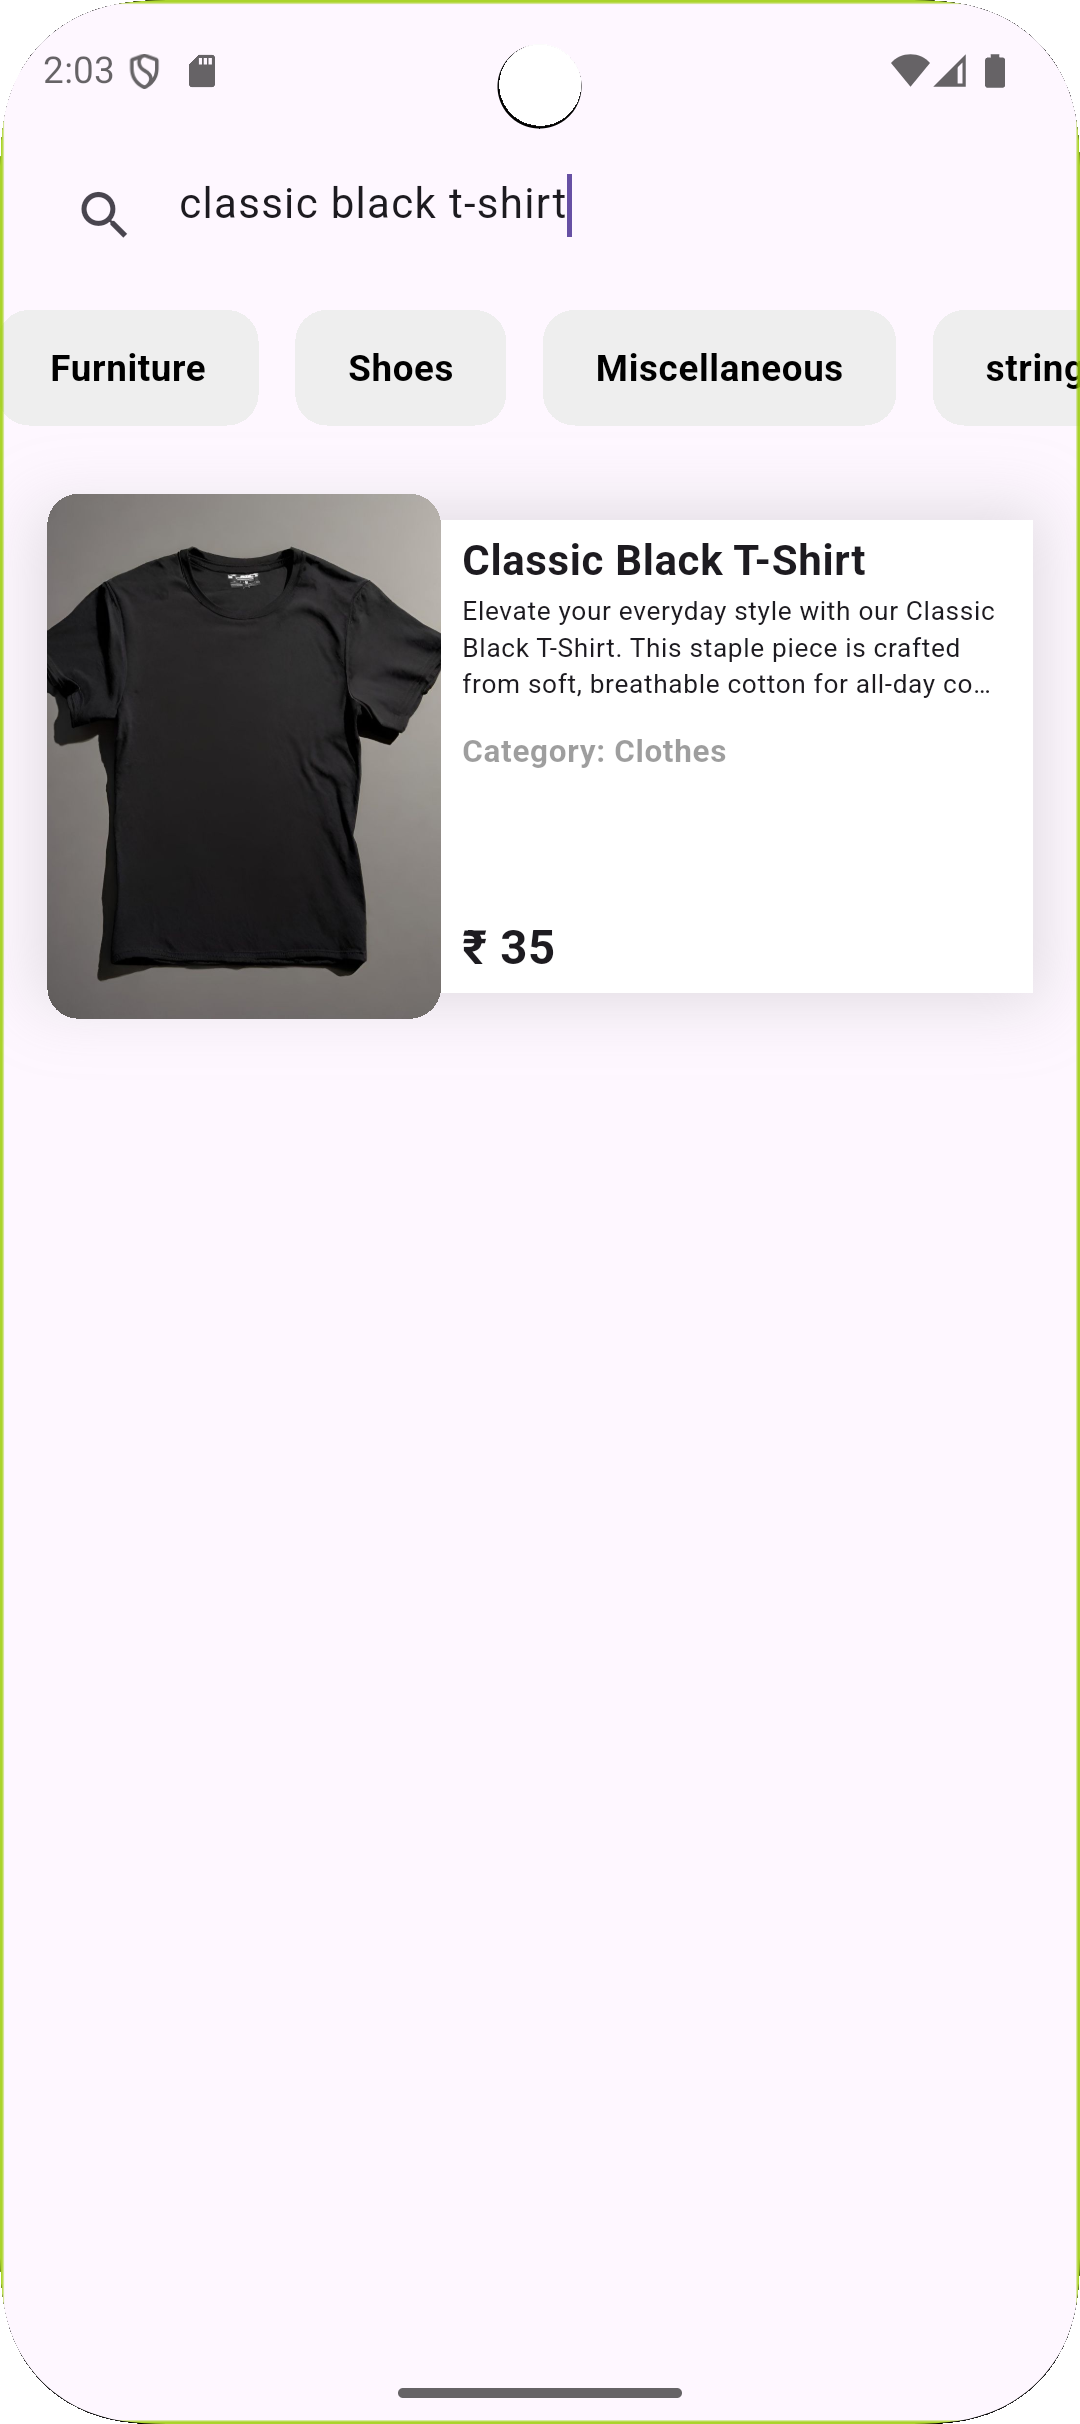 2:03
classic black t-shirt
Furniture
Shoes
Miscellaneous
string
Classic Black T-Shirt
Elevate your everyday style with our Classic
Black T-Shirt. This staple piece is crafted
from soft, breathable cotton for all-day co...
Category: Clothes
₹ 35